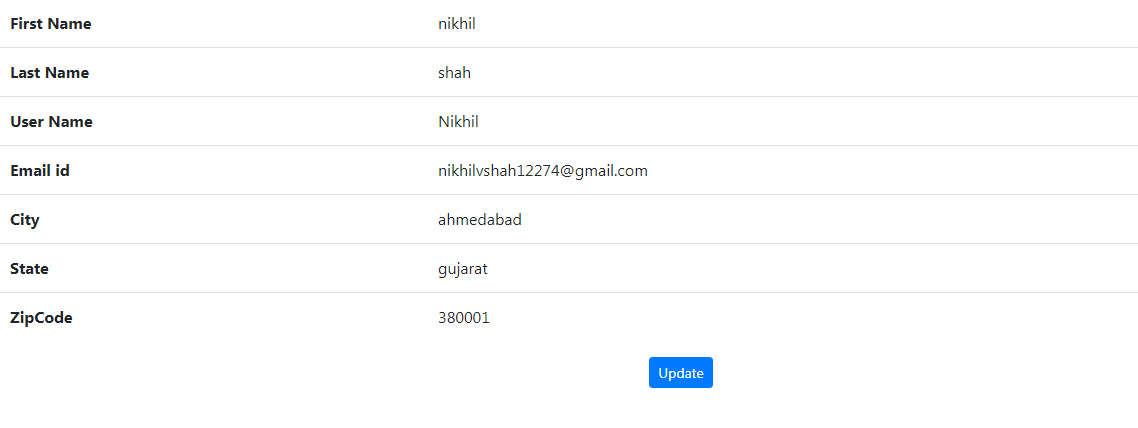 First Name nikhil
Last Name shah
User Name Nikhil
Email id nikhilvshah12274@gmail.com
City ahmedabad
State gujarat
ZipCode 380001
Update